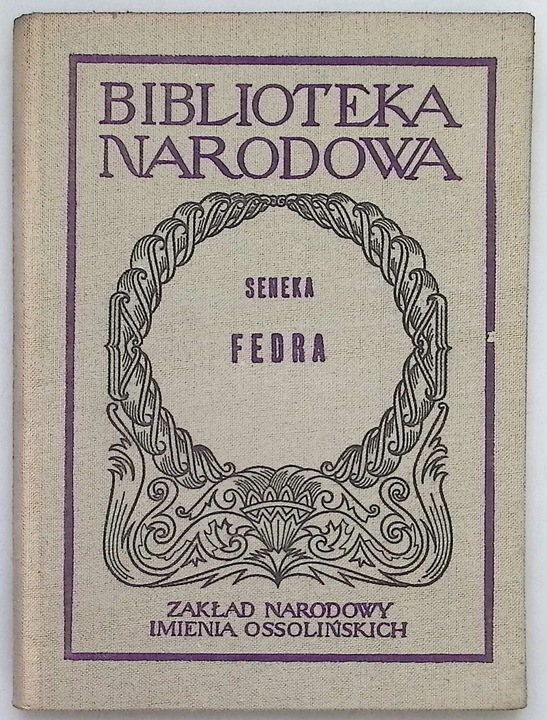 BIBLIOTEKA
NARODOWA
SENEKA
FEDRA
ZAKŁAD NARODOWY
IMIENIA OSSOLIŃSKICH